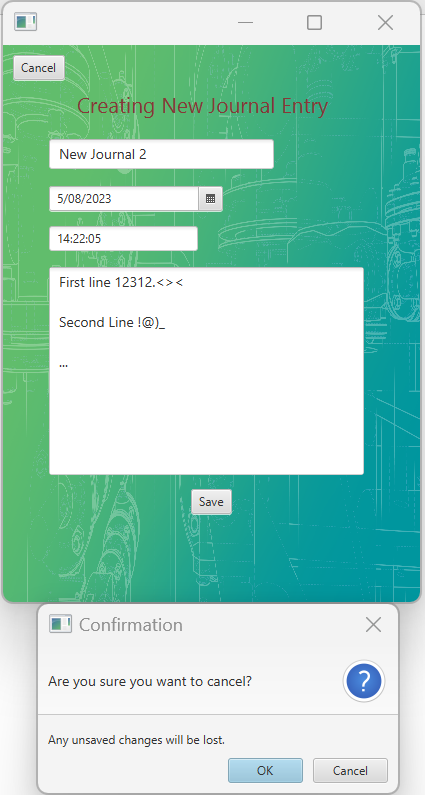 Cancel
Creating New Journal Entry
New Journal 2
5/08/2023
14:22:05
First line 12312.<><
Second Line !@)_
...
Save
Confirmation
Are you sure you want to cancel?
?
Any unsaved changes will be lost.
OK
Cancel